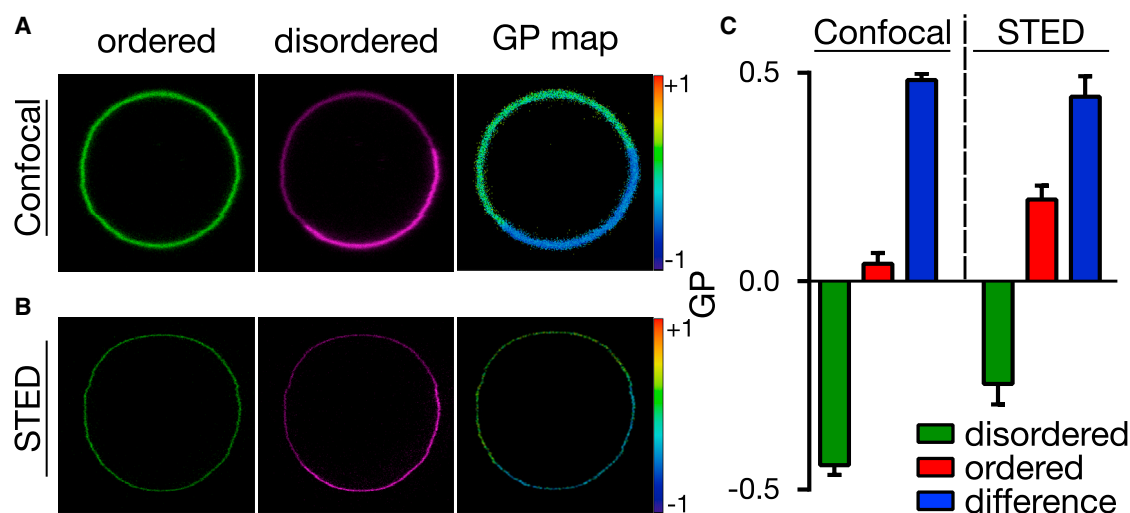 A
ordered
disordered
GP map
Confocal
+1
-1
B
STED
+1
-1
C
Confocal
STED
GP
0.5
0.0
-0.5
disordered
ordered
difference